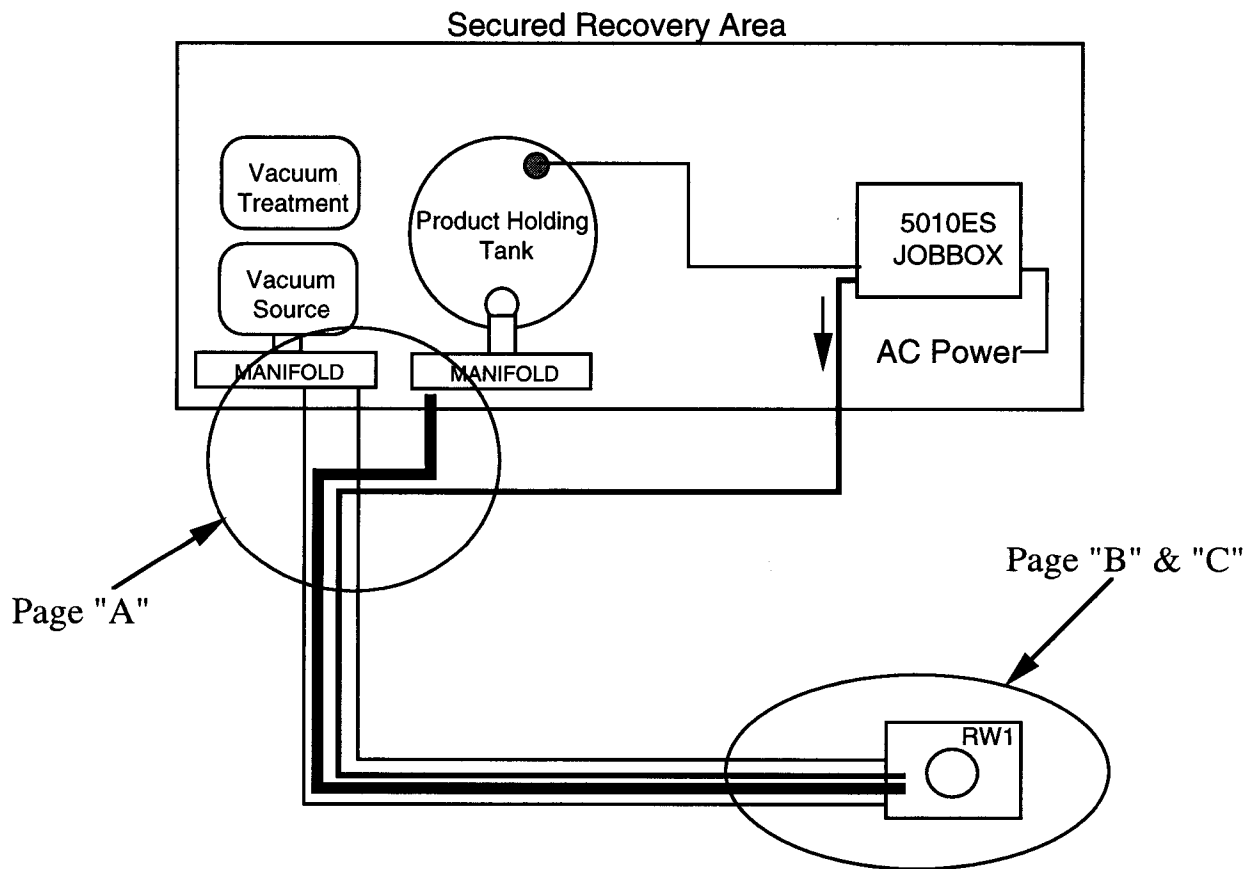 Secured Recovery Area
Vacuum
Treatment
Product Holding
Tank
5010ES
JOBBOX
Vacuum
Source
AC Power
MANIFOLD
MANIFOLD
Page "A"
Page "B" & "C"
RW1